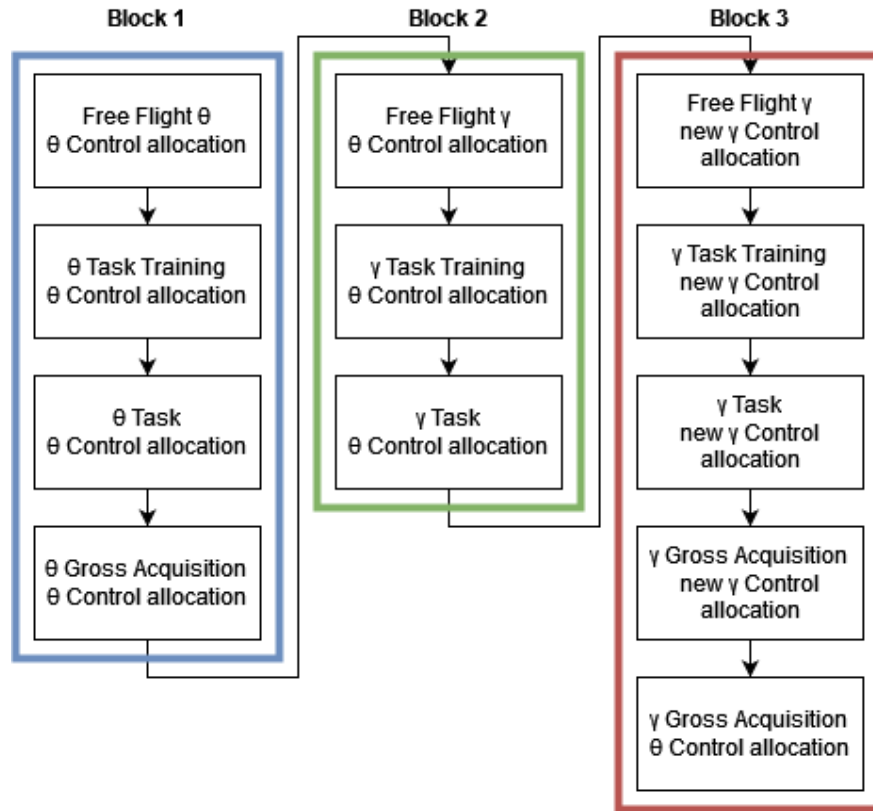 Block 1
Free Flight θ
θ Control allocation
θ Task Training
θ Control allocation
θ Task
θ Control allocation
θ Gross Acquisition
θ Control allocation
Block 2
Free Flight γ
θ Control allocation
γ Task Training
θ Control allocation
γ Task
θ Control allocation
Block 3
Free Flight γ
new γ Control
allocation
γ Task Training
new γ Control
allocation
γ Task
new γ Control
allocation
γ Gross Acquisition
new γ Control
allocation
γ Gross Acquisition
θ Control allocation